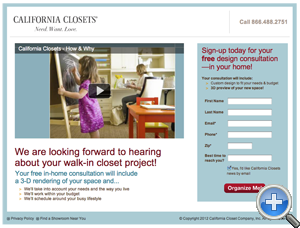 CALIFORNIA CLOSETS®
Need. Want. Love.
Call 866.488.2751
California Closets - How & Why
Sign-up today for your
free design consultation
—in your home!
Your consultation will include:
Custom design to fit your needs & budget
3D preview of your new space!
First Name
Last Name
Email*
Phone*
Zip*
Best time to
reach you?
Yes, I'd like California Closets
news by email
Organize Me
We are looking forward to hearing
about your walk-in closet project!
Your free in-home consultation will include
a 3-D rendering of your space and...
We'll take into account your needs and the way you live
We'll work within your budget
We'll schedule around your busy lifestyle
Privacy Policy Find a Showroom Near You
© Copyright 2012 California Closet Company, Inc. All